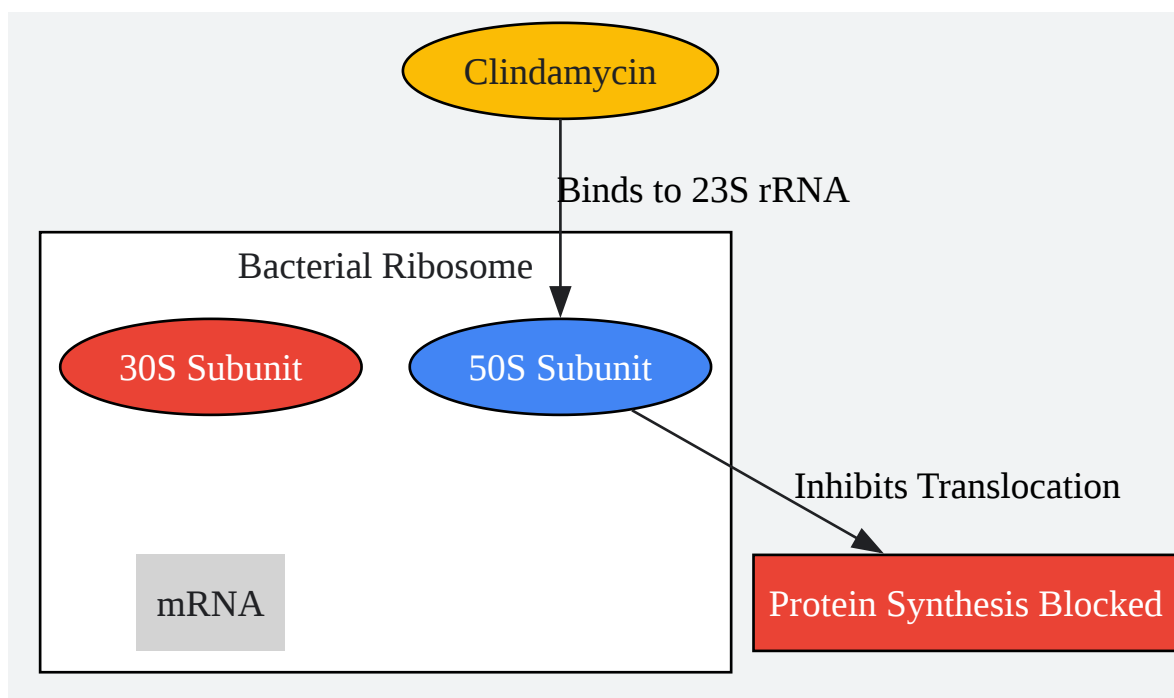 Clindamycin
Binds to 23S rRNA
Bacterial Ribosome
30S Subunit
50S Subunit
Inhibits Translocation
mRNA
Protein Synthesis Blocked